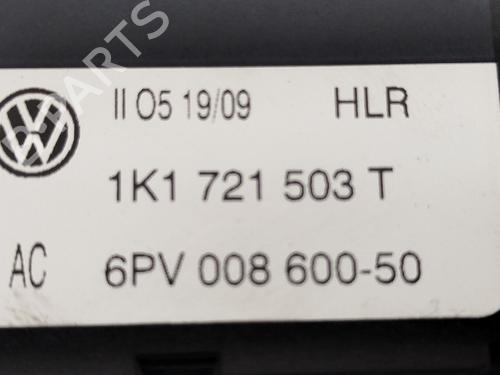 II O5 19/09 HLR
1K1 721 503 T
AC 6PV 008 600-50